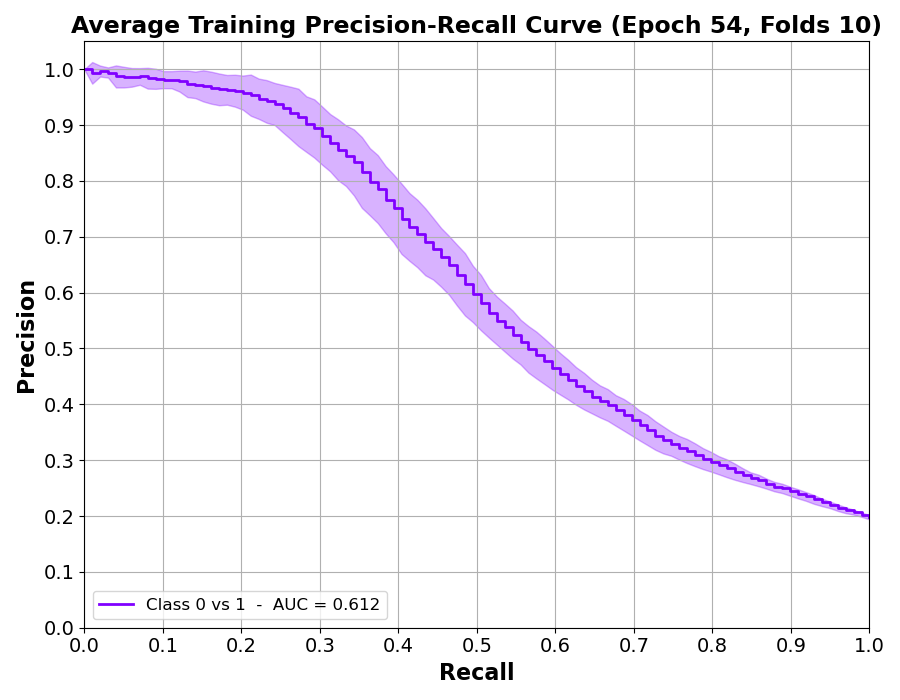 Average Training Precision-Recall Curve (Epoch 54, Folds 10)
1.0
0.9
0.8
0.7
0.6
0.5
0.4
0.3
0.2
0.1
0.0
Precision
Class 0 vs 1 - AUC = 0.612
0.0 0.1 0.2 0.3 0.4 0.5 0.6 0.7 0.8 0.9 1.0
Recall